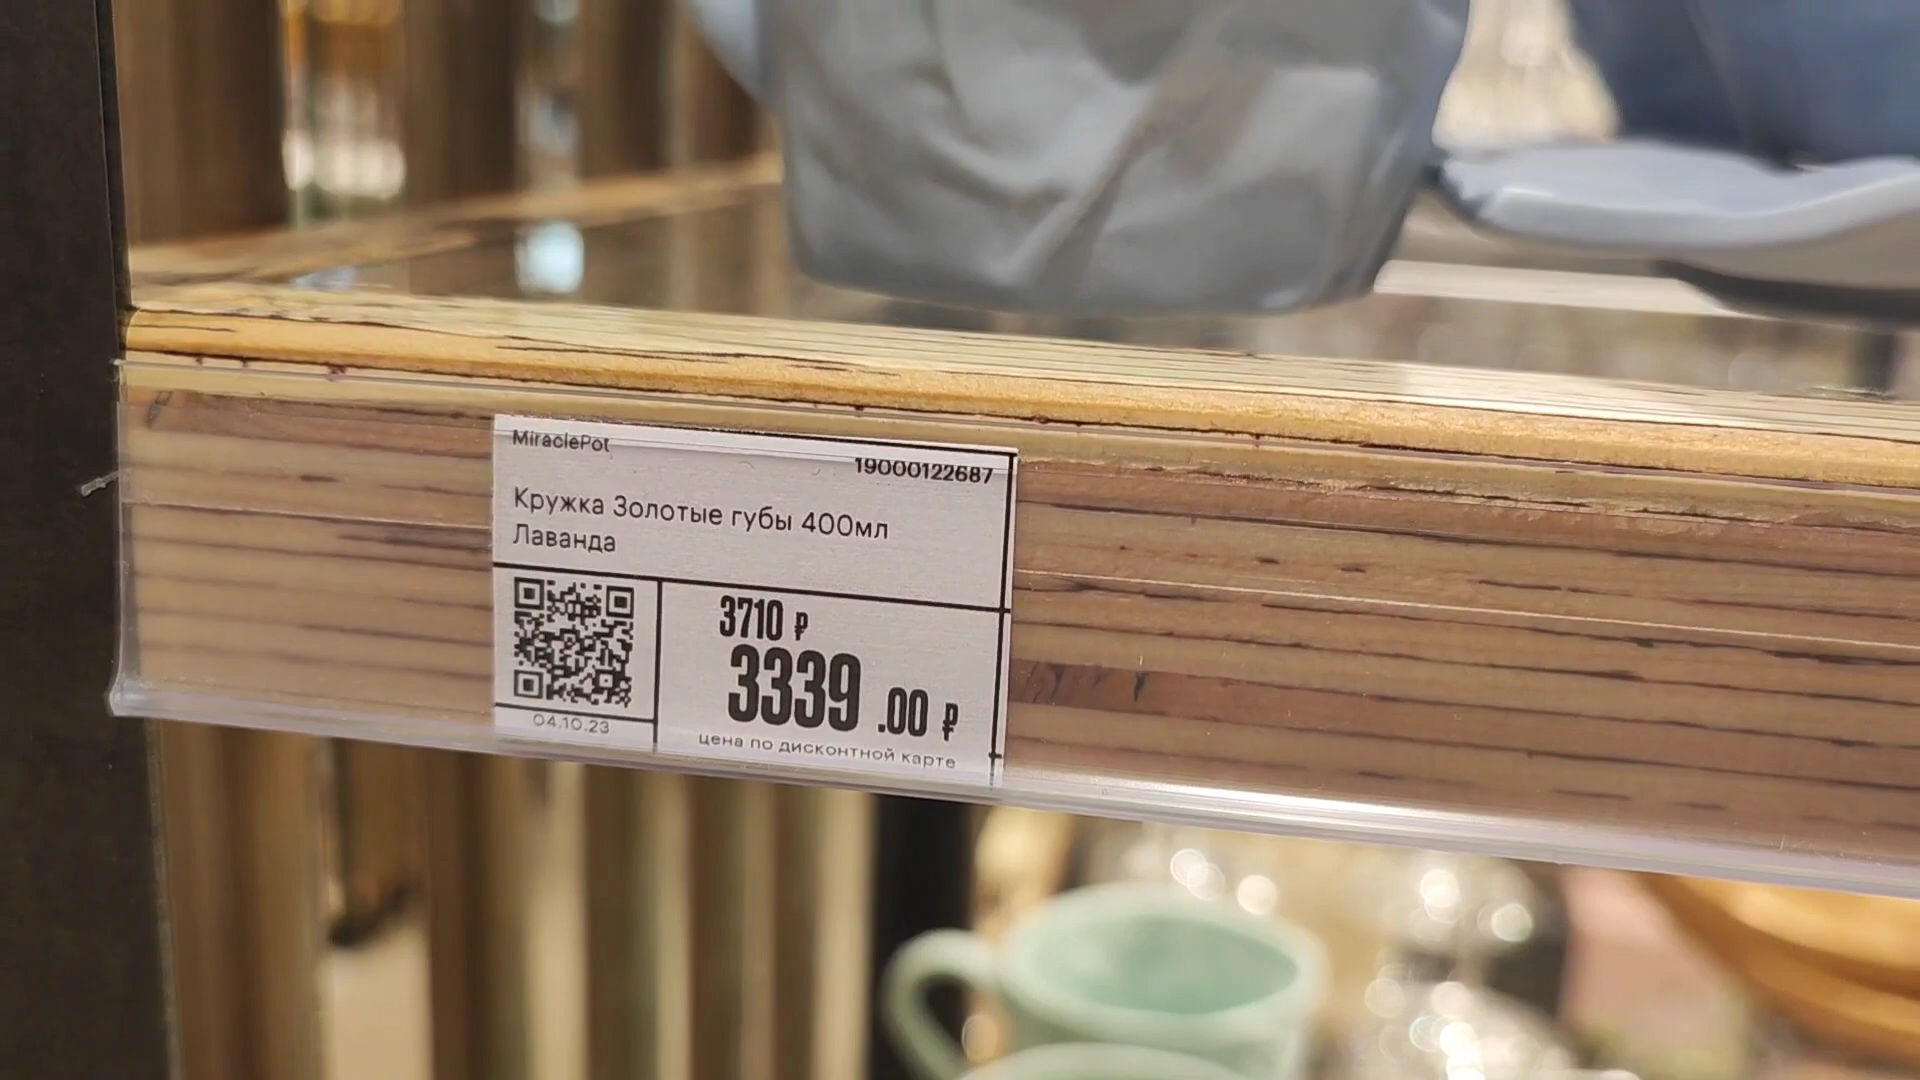 MiraclePot
19000122687
Кружка Золотые губы 400мл
Лаванда
3710 ₽
3339 .00 ₽
04.10.23
цена по дисконтной карте